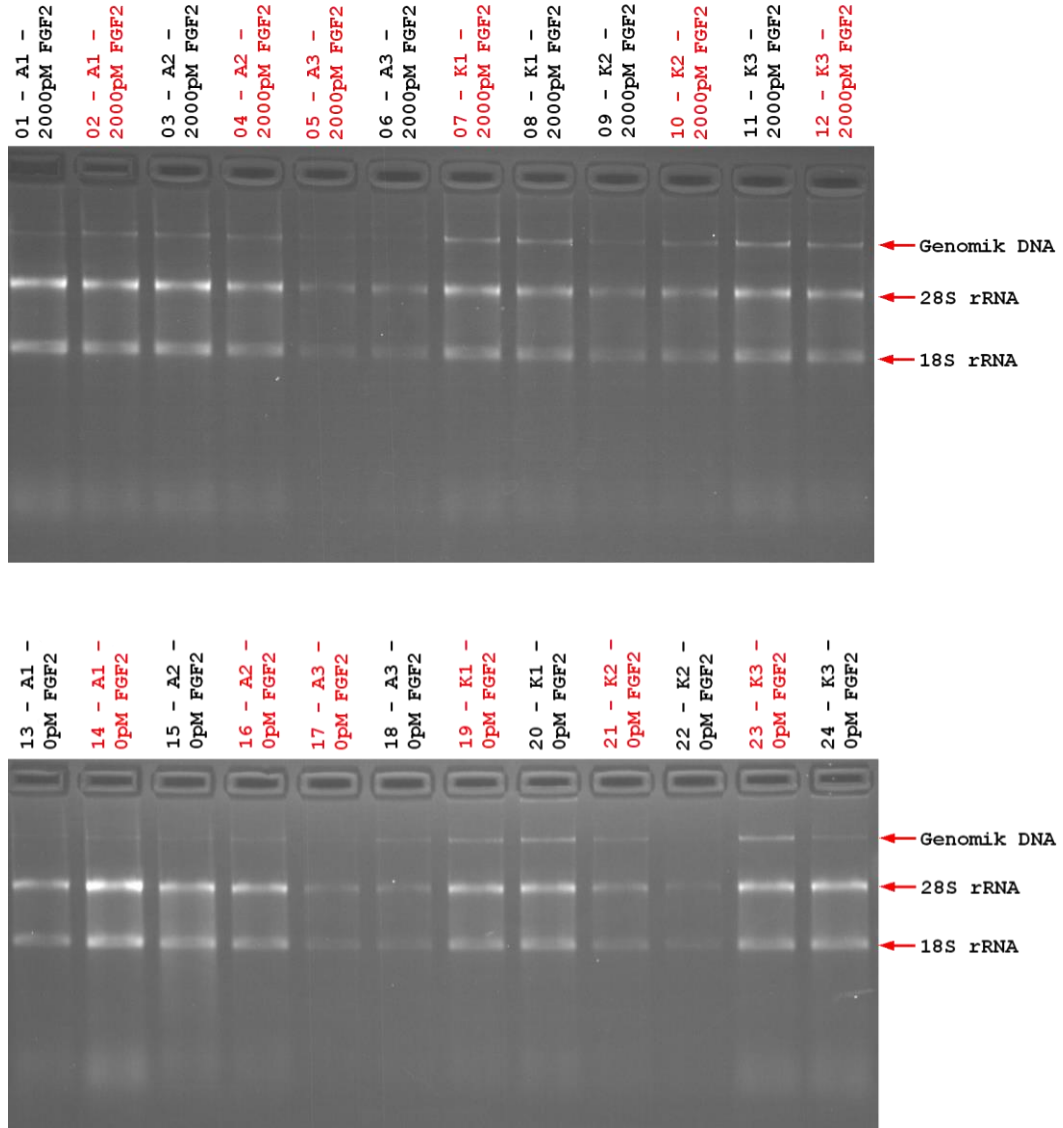 01 - A1 -
2000pM FGF2
02 - A1 -
2000pM FGF2
03 - A2 -
2000pM FGF2
04 - A2 -
2000pM FGF2
05 - A3 -
2000pM FGF2
06 - A3 -
2000pM FGF2
07 - K1 -
2000pM FGF2
08 - K1 -
2000pM FGF2
09 - K2 -
2000pM FGF2
10 - K2 -
2000pM FGF2
11 - K3 -
2000pM FGF2
12 - K3 -
2000pM FGF2
Genomik DNA
28S rRNA
18S rRNA
13 - A1 -
0pM FGF2
14 - A1 -
0pM FGF2
15 - A2 -
0pM FGF2
16 - A2 -
0pM FGF2
17 - A3 -
0pM FGF2
18 - A3 -
0pM FGF2
19 - K1 -
0pM FGF2
20 - K1 -
0pM FGF2
21 - K2 -
0pM FGF2
22 - K2 -
0pM FGF2
23 - K3 -
0pM FGF2
24 - K3 -
0pM FGF2
Genomik DNA
28S rRNA
18S rRNA